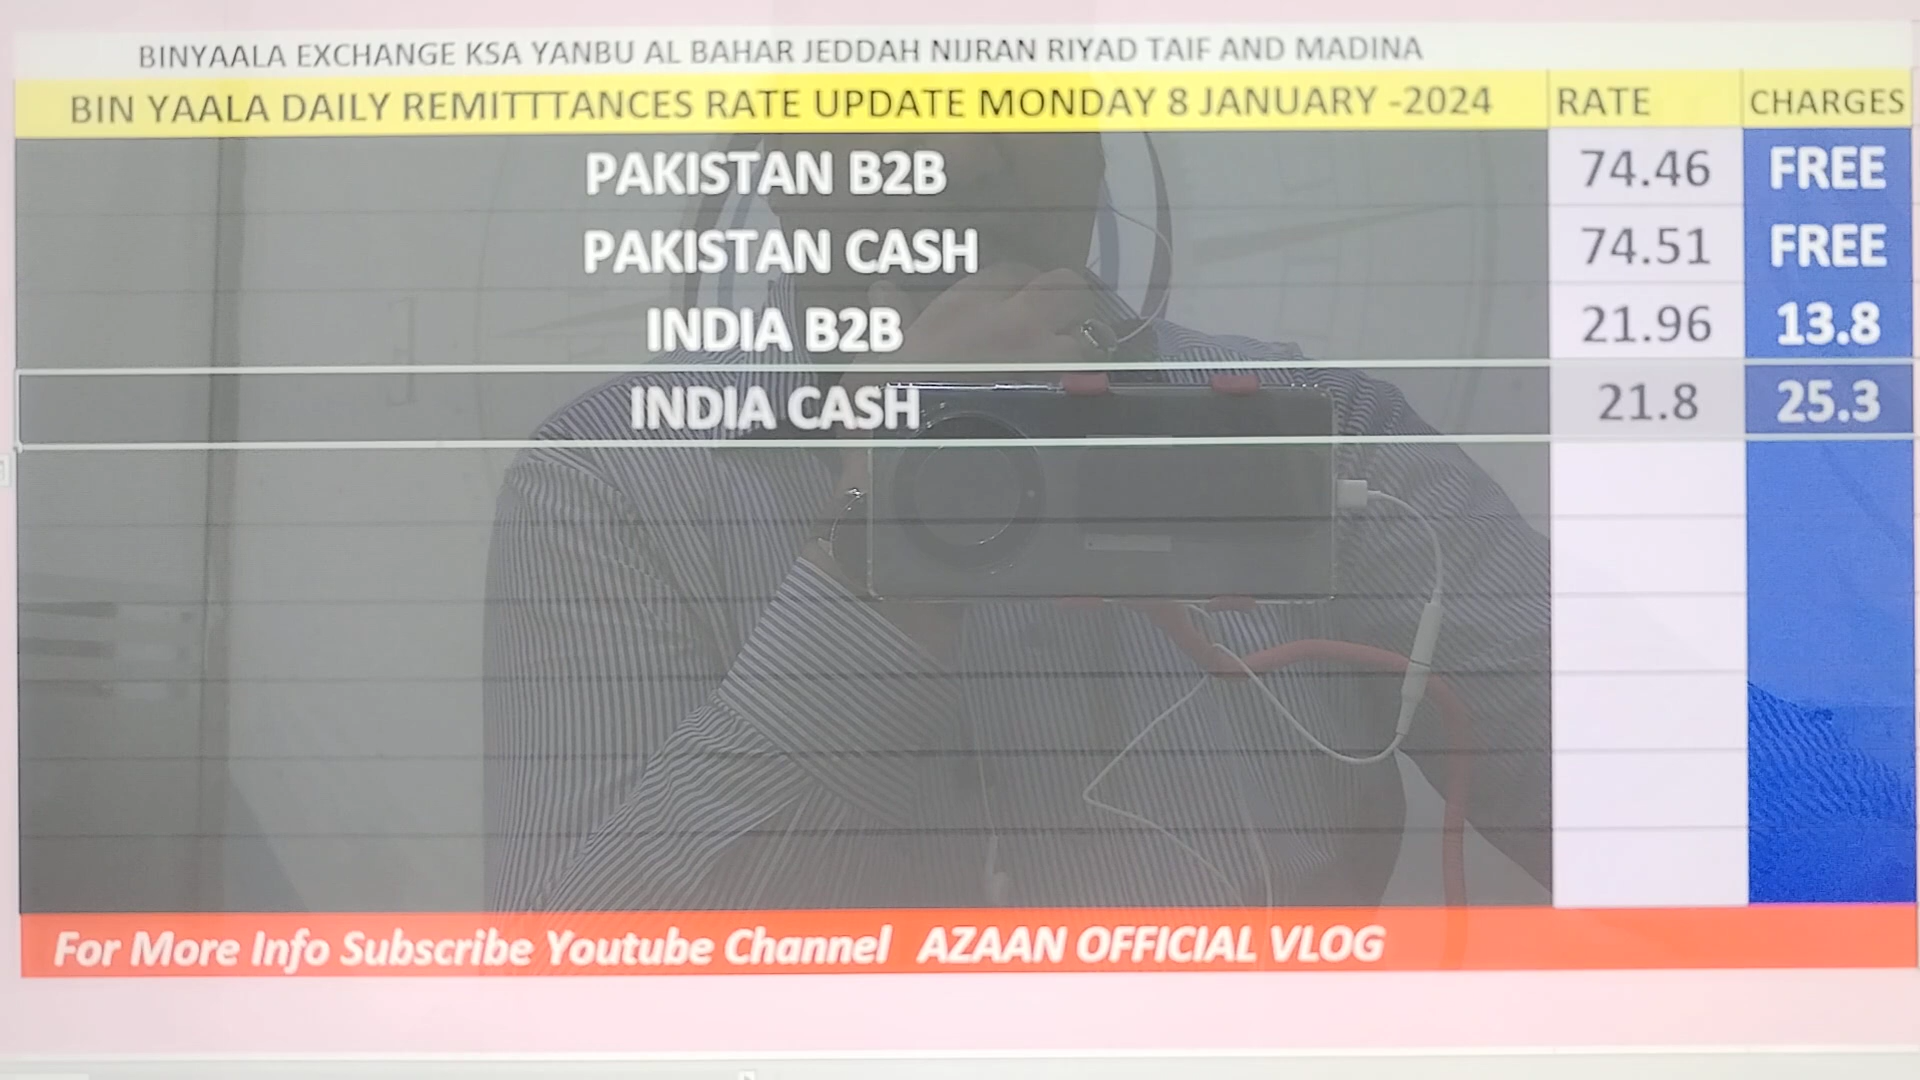 BINYAALA EXCHANGE KSA YANBU AL BAHAR JEDDAH NIJRAN RIYAD TAIF AND MADINA
BIN YAALA DAILY REMITTTANCES RATE UPDATE MONDAY 8 JANUARY -2024 RATE CHARGES
PAKISTAN B2B 74.46 FREE
PAKISTAN CASH 74.51 FREE
INDIA B2B 21.96 13.8
INDIA CASH 21.8 25.3
For More Info Subscribe Youtube Channel AZAAN OFFICIAL VLOG